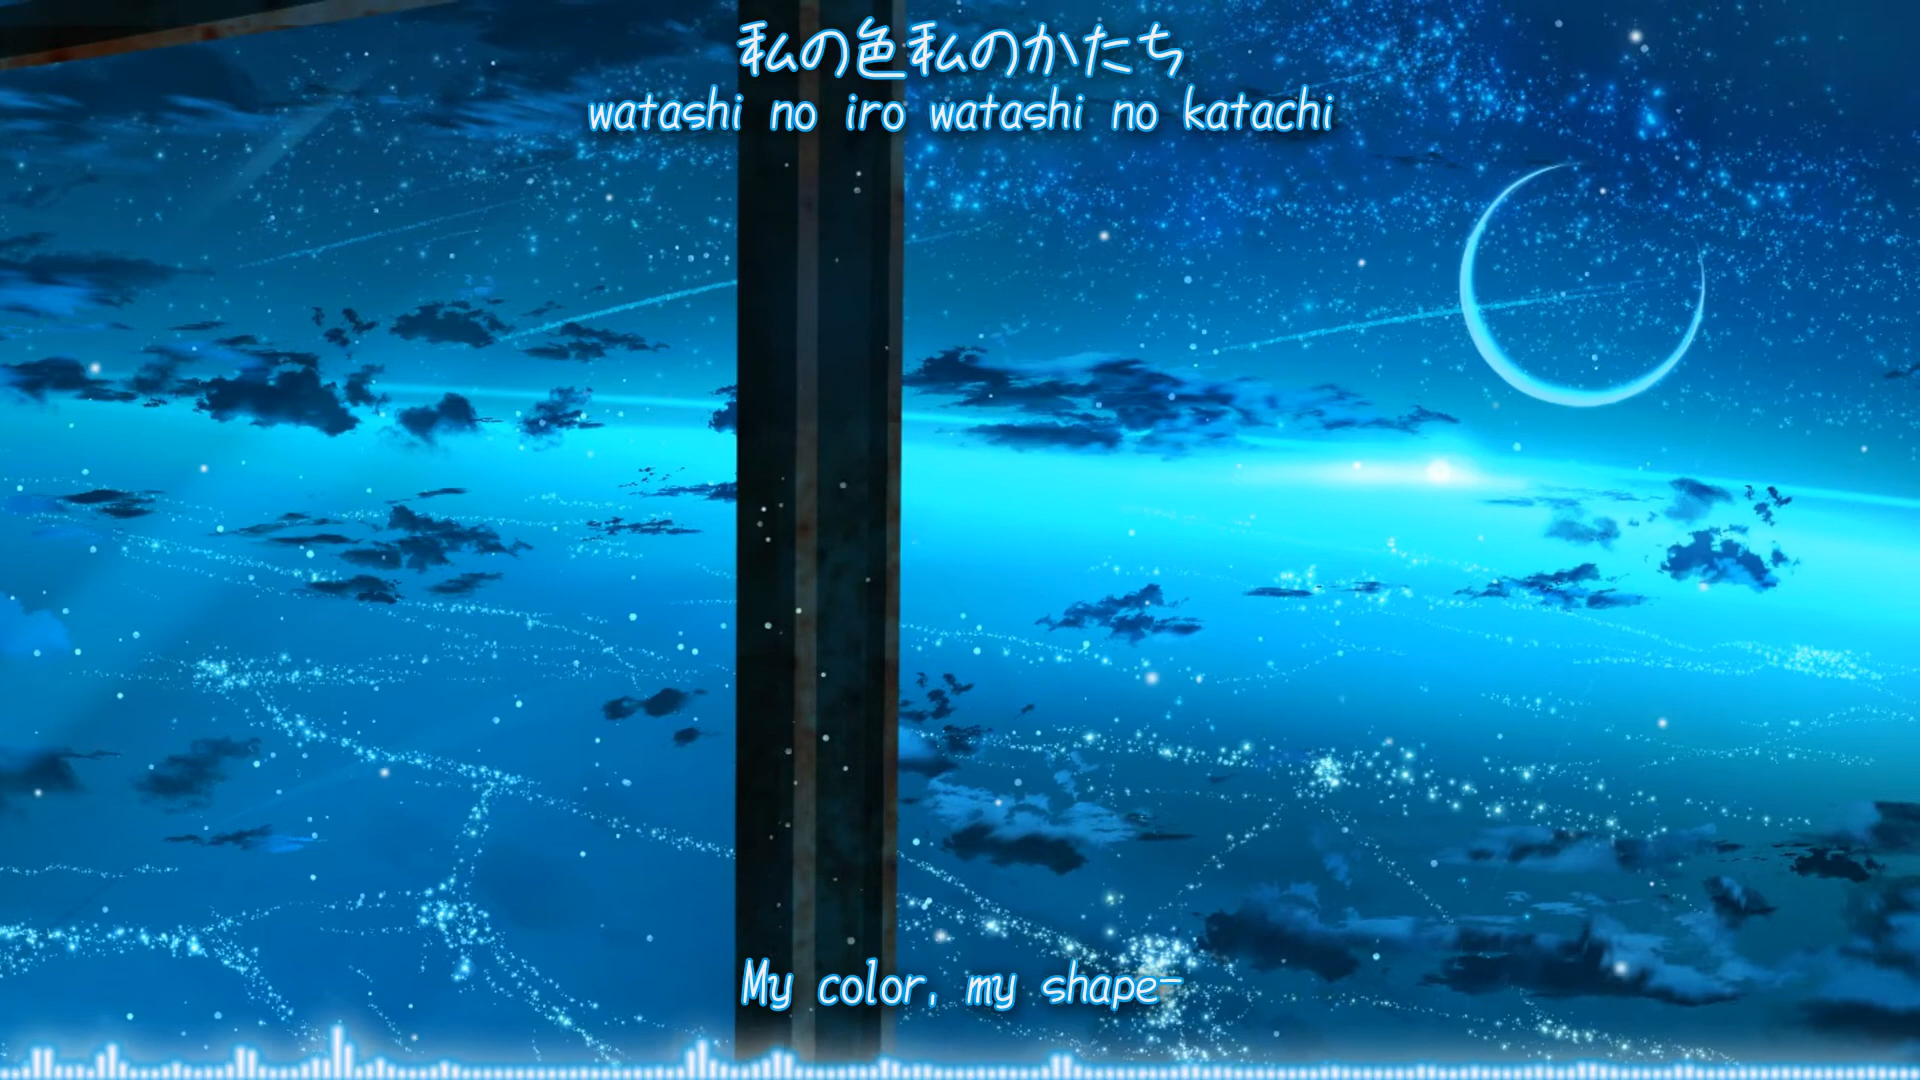 私の色私のかたち
watashi no iro watashi no katachi
My color, my shape-